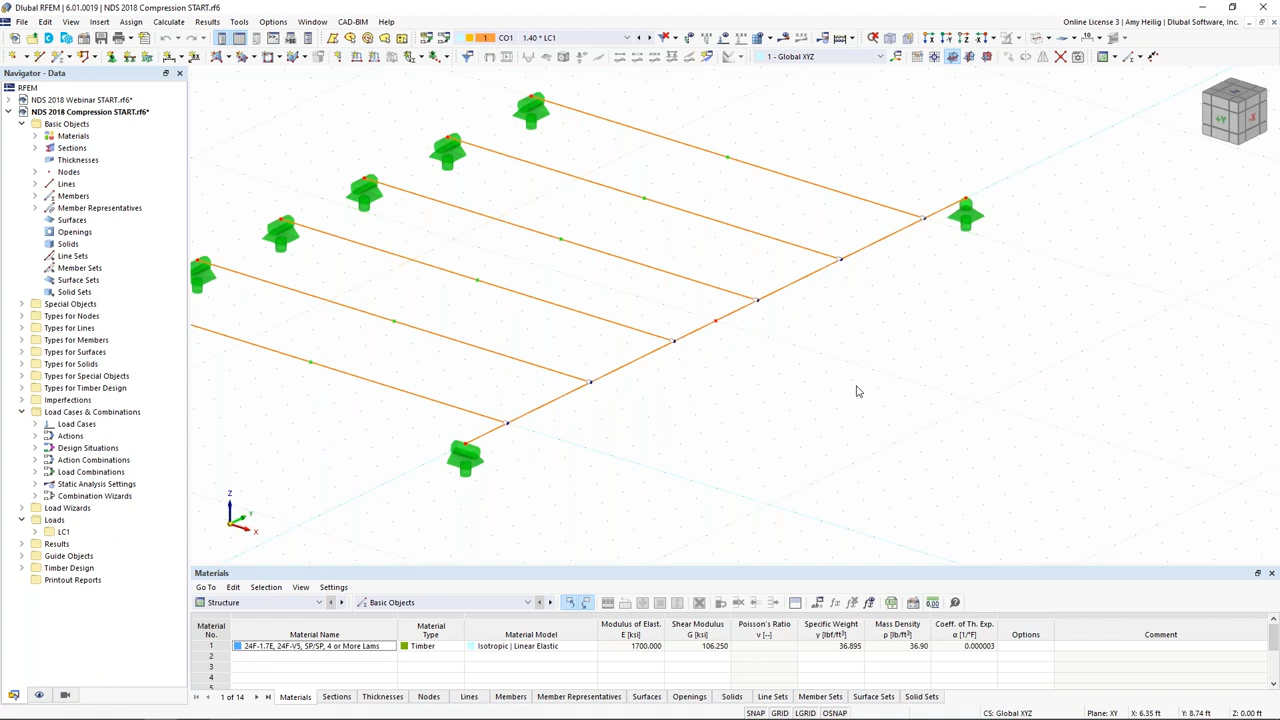 Dlubal RFEM | 6.01.0019 | NDS 2018 Compression START.rf6*
File Edit View Insert Assign Calculate Results Tools Options Window CAD-BIM Help
Online License 3 | Amy Heilig | Dlubal Software, Inc.
1 CO1 1.40 * LC1
1 - Global XYZ
Navigator - Data
RFEM
NDS 2018 Webinar START.rf6*
NDS 2018 Compression START.rf6*
Basic Objects
Materials
Sections
Thicknesses
Nodes
Lines
Members
Member Representatives
Surfaces
Openings
Solids
Line Sets
Member Sets
Surface Sets
Solid Sets
Special Objects
Types for Nodes
Types for Lines
Types for Members
Types for Surfaces
Types for Solids
Types for Special Objects
Types for Timber Design
Imperfections
Load Cases & Combinations
Load Cases
Actions
Design Situations
Action Combinations
Load Combinations
Static Analysis Settings
Combination Wizards
Load Wizards
Loads
LC1
Results
Guide Objects
Timber Design
Printout Reports
+Y -X
Z
Y
X
Materials
Go To Edit Selection View Settings
Structure Basic Objects
Material No. Material Name Material Type Material Model Modulus of Elast. E [ksi] Shear Modulus G [ksi] Poisson's Ratio ν [--] Specific Weight γ [lbf/ft³] Mass Density ρ [lb/ft³] Coeff. of Th. Exp. α [1/°F] Options Comment
1 24F-1.7E, 24F-V5, SP/SP, 4 or More Lams Timber Isotropic | Linear Elastic 1700.000 106.250 36.895 36.90 0.000003
2
3
4
5
1 of 14 Materials Sections Thicknesses Nodes Lines Members Member Representatives Surfaces Openings Solids Line Sets Member Sets Surface Sets Solid Sets
SNAP GRID LGRID OSNAP CS: Global XYZ Plane: XY X: 6.35 ft Y: 8.74 ft Z: 0.00 ft